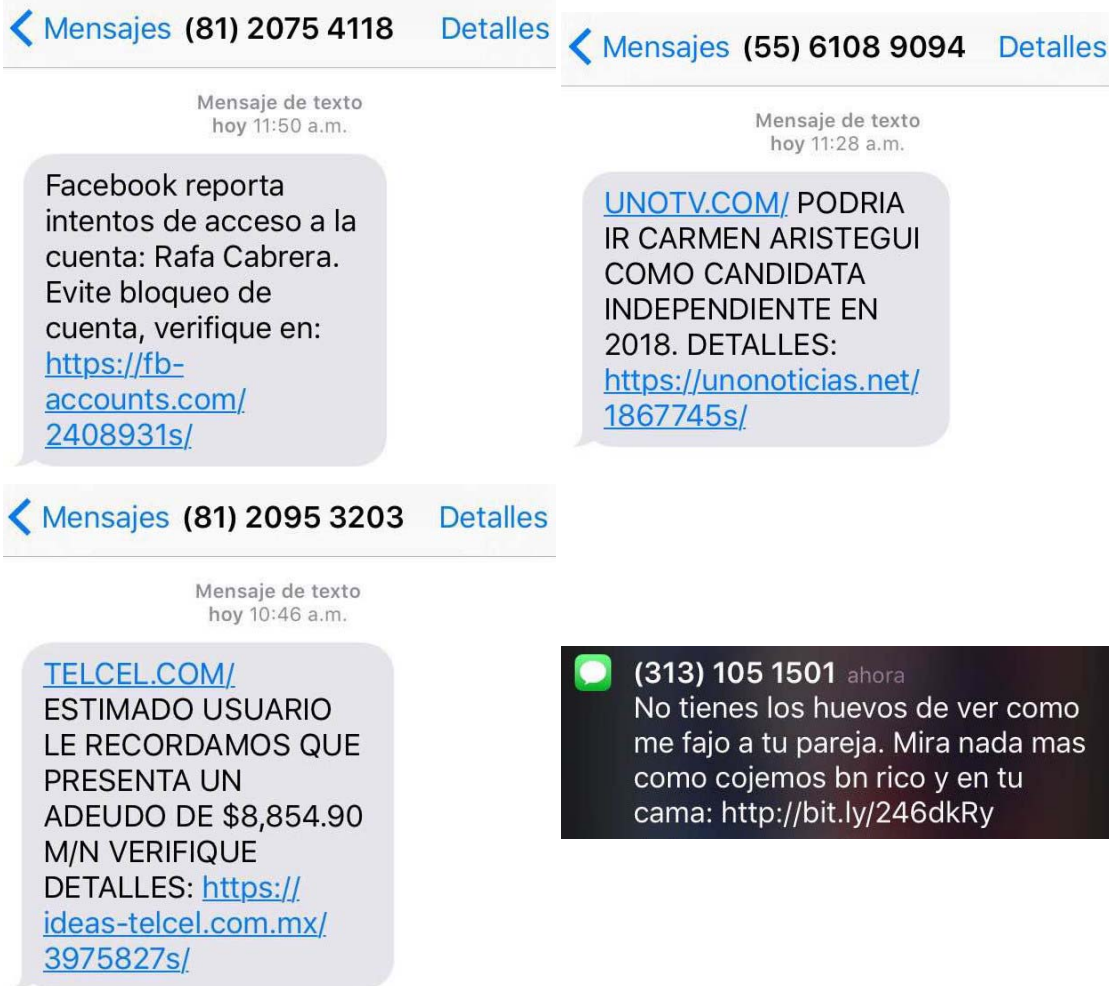 Mensajes (81) 2075 4118 Detalles
Mensaje de texto
hoy 11:50 a.m.
Facebook reporta
intentos de acceso a la
cuenta: Rafa Cabrera.
Evite bloqueo de
cuenta, verifique en:
https://fb-
accounts.com/
2408931s/
Mensajes (55) 6108 9094 Detalles
Mensaje de texto
hoy 11:28 a.m.
UNOTV.COM/ PODRIA
IR CARMEN ARISTEGUI
COMO CANDIDATA
INDEPENDIENTE EN
2018. DETALLES:
https://unonoticias.net/
1867745s/
Mensajes (81) 2095 3203 Detalles
Mensaje de texto
hoy 10:46 a.m.
TELCEL.COM/
ESTIMADO USUARIO
LE RECORDAMOS QUE
PRESENTA UN
ADEUDO DE $8,854.90
M/N VERIFIQUE
DETALLES: https://
ideas-telcel.com.mx/
3975827s/
(313) 105 1501 ahora
No tienes los huevos de ver como
me fajo a tu pareja. Mira nada mas
como cojemos bn rico y en tu
cama: http://bit.ly/246dkRy